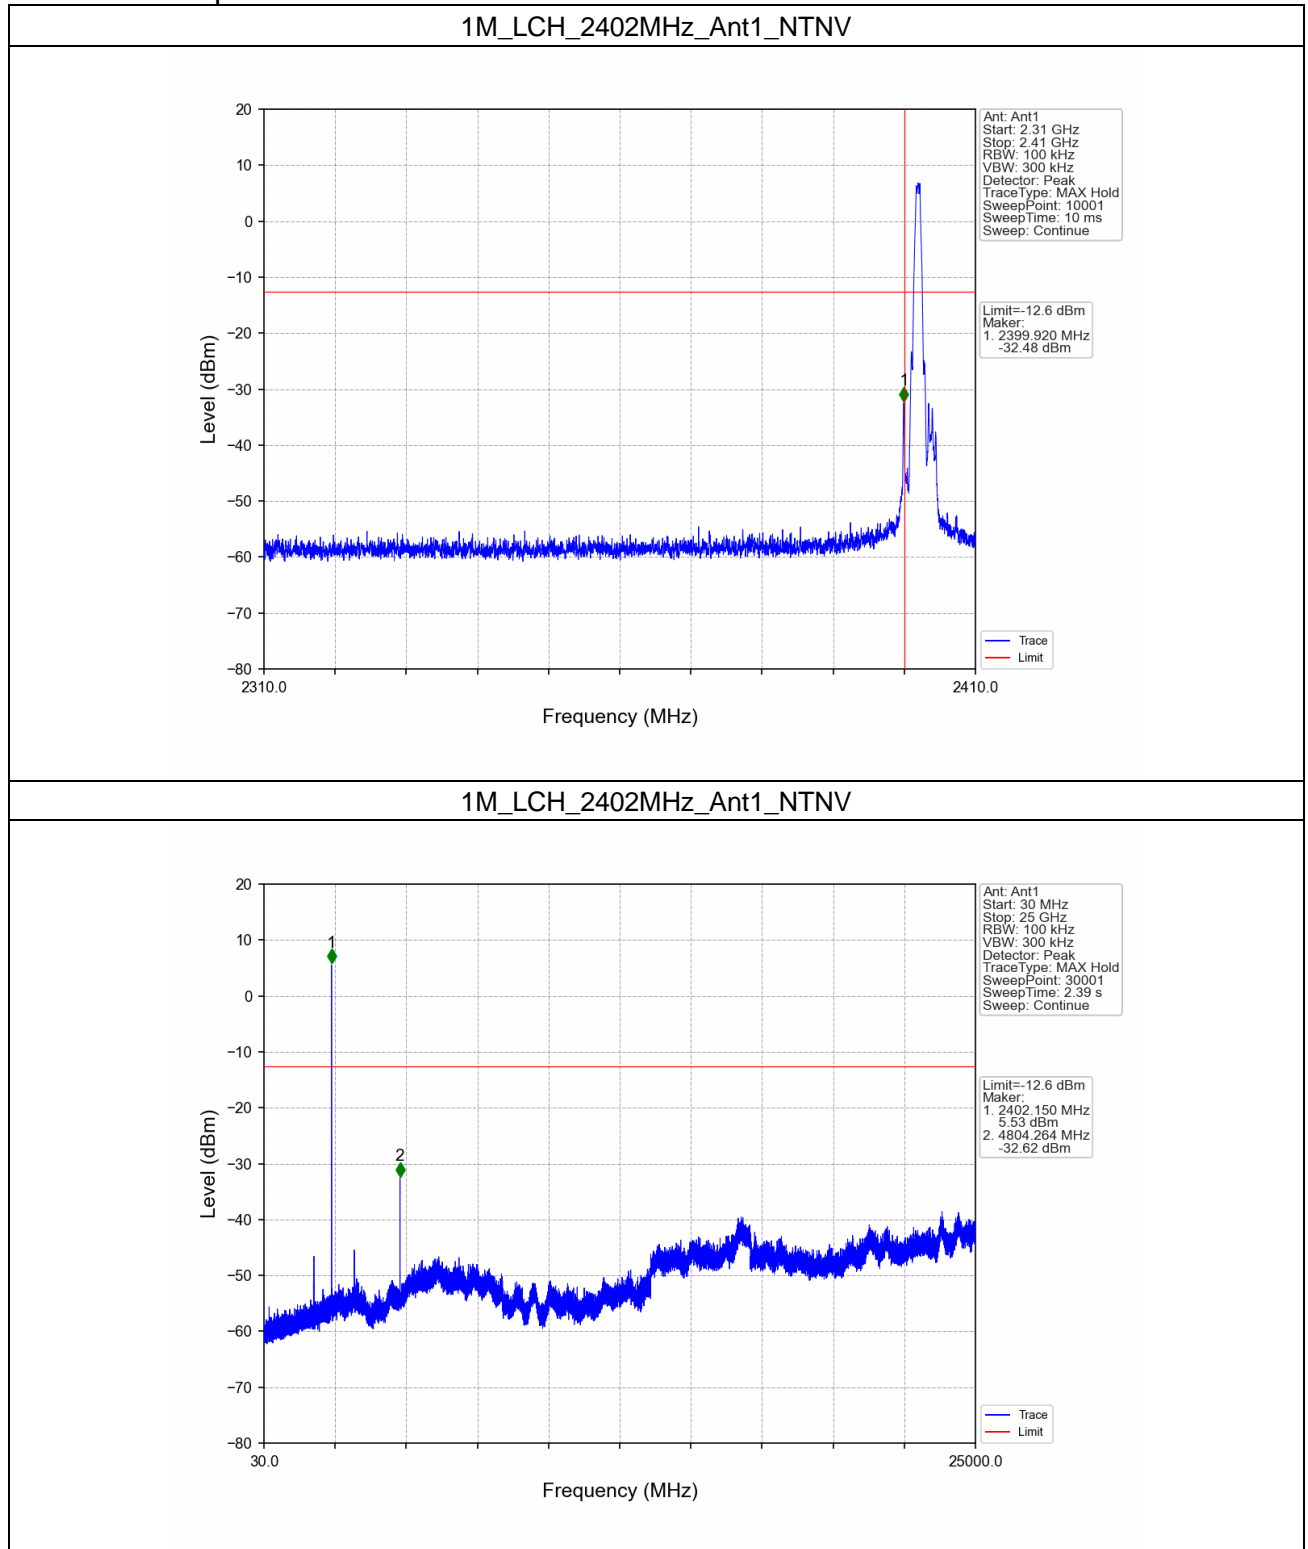 1M_LCH_2402MHz_Ant1_NTNV
20
10
0
−10
−20
−30
−40
−50
−60
−70
−80
Level (dBm)
1
2310.0
2410.0
Frequency (MHz)
Ant: Ant1
Start: 2.31 GHz
Stop: 2.41 GHz
RBW: 100 kHz
VBW: 300 kHz
Detector: Peak
TraceType: MAX Hold
SweepPoint: 10001
SweepTime: 10 ms
Sweep: Continue
Limit=-12.6 dBm
Maker:
1. 2399.920 MHz
-32.48 dBm
Trace
Limit
1M_LCH_2402MHz_Ant1_NTNV
20
10
0
−10
−20
−30
−40
−50
−60
−70
−80
Level (dBm)
1
2
30.0
25000.0
Frequency (MHz)
Ant: Ant1
Start: 30 MHz
Stop: 25 GHz
RBW: 100 kHz
VBW: 300 kHz
Detector: Peak
TraceType: MAX Hold
SweepPoint: 30001
SweepTime: 2.39 s
Sweep: Continue
Limit=-12.6 dBm
Maker:
1. 2402.150 MHz
5.53 dBm
2. 4804.264 MHz
-32.62 dBm
Trace
Limit